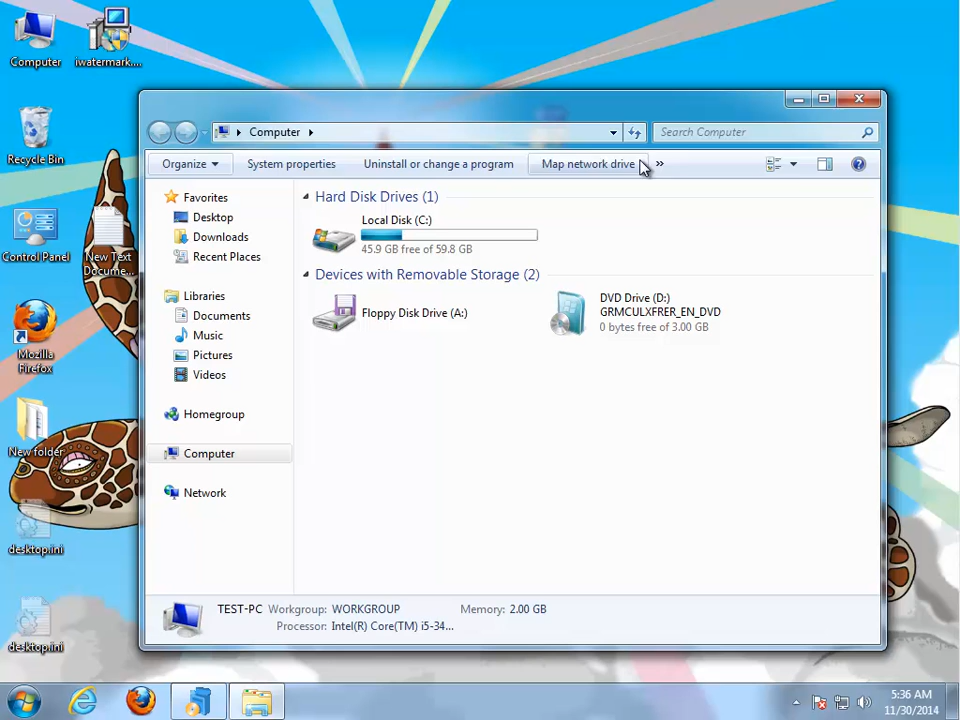 Computer
iwatermark....
Recycle Bin
Control Panel
New Text
Docume...
Mozilla
Firefox
New folder
desktop.ini
desktop.ini
Computer
Search Computer
Organize
System properties
Uninstall or change a program
Map network drive
»
Favorites
Desktop
Downloads
Recent Places
Libraries
Documents
Music
Pictures
Videos
Homegroup
Computer
Network
Hard Disk Drives (1)
Local Disk (C:)
45.9 GB free of 59.8 GB
Devices with Removable Storage (2)
Floppy Disk Drive (A:)
DVD Drive (D:)
GRMCULXFRER_EN_DVD
0 bytes free of 3.00 GB
TEST-PC Workgroup: WORKGROUP Memory: 2.00 GB
Processor: Intel(R) Core(TM) i5-34...
5:36 AM
11/30/2014